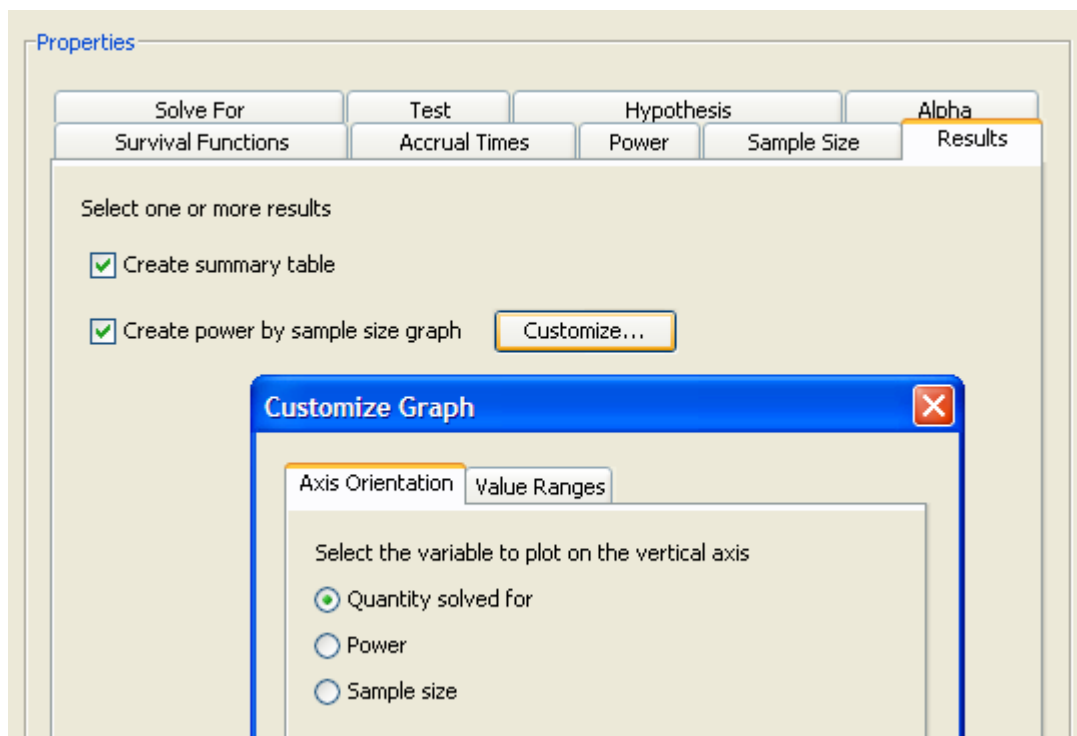 Properties
Solve For Test Hypothesis Alpha
Survival Functions Accrual Times Power Sample Size Results
Select one or more results
Create summary table
Create power by sample size graph Customize...
Customize Graph
Axis Orientation Value Ranges
Select the variable to plot on the vertical axis
Quantity solved for
Power
Sample size